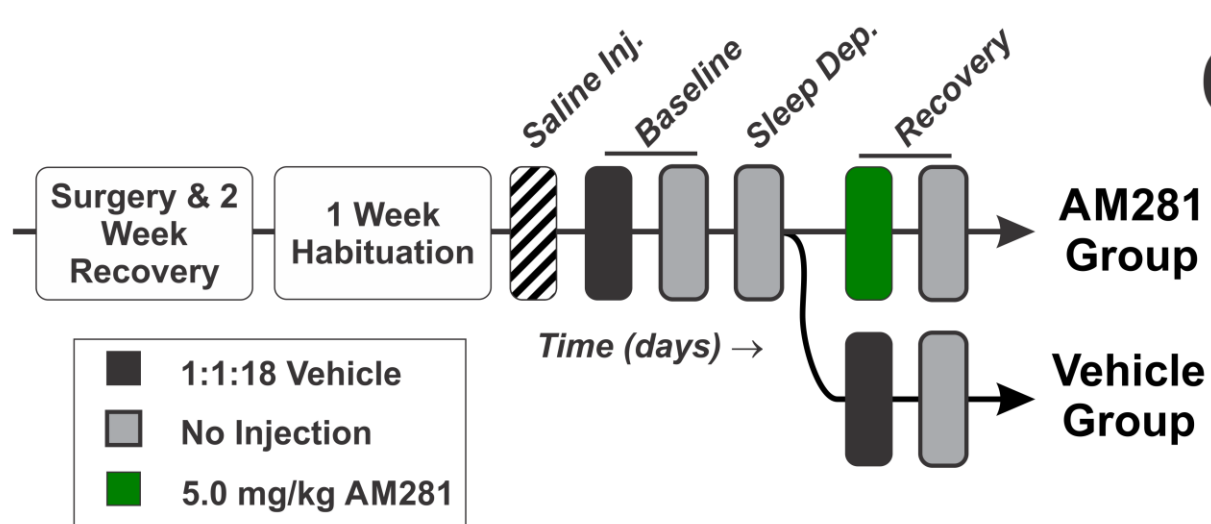 Saline Inj.
Baseline
Sleep Dep.
Recovery
Surgery & 2
Week
Recovery
1 Week
Habituation
AM281
Group
Time (days) →
Vehicle
Group
1:1:18 Vehicle
No Injection
5.0 mg/kg AM281